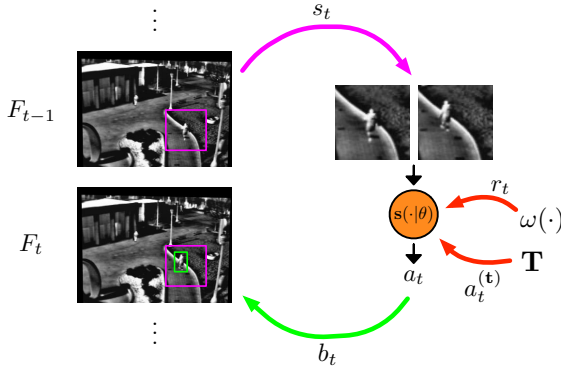 ⋮
s_t
F_{t-1}
r_t
s(·|θ)
ω(·)
F_t
T
a_t
a_t^{(t)}
⋮
b_t